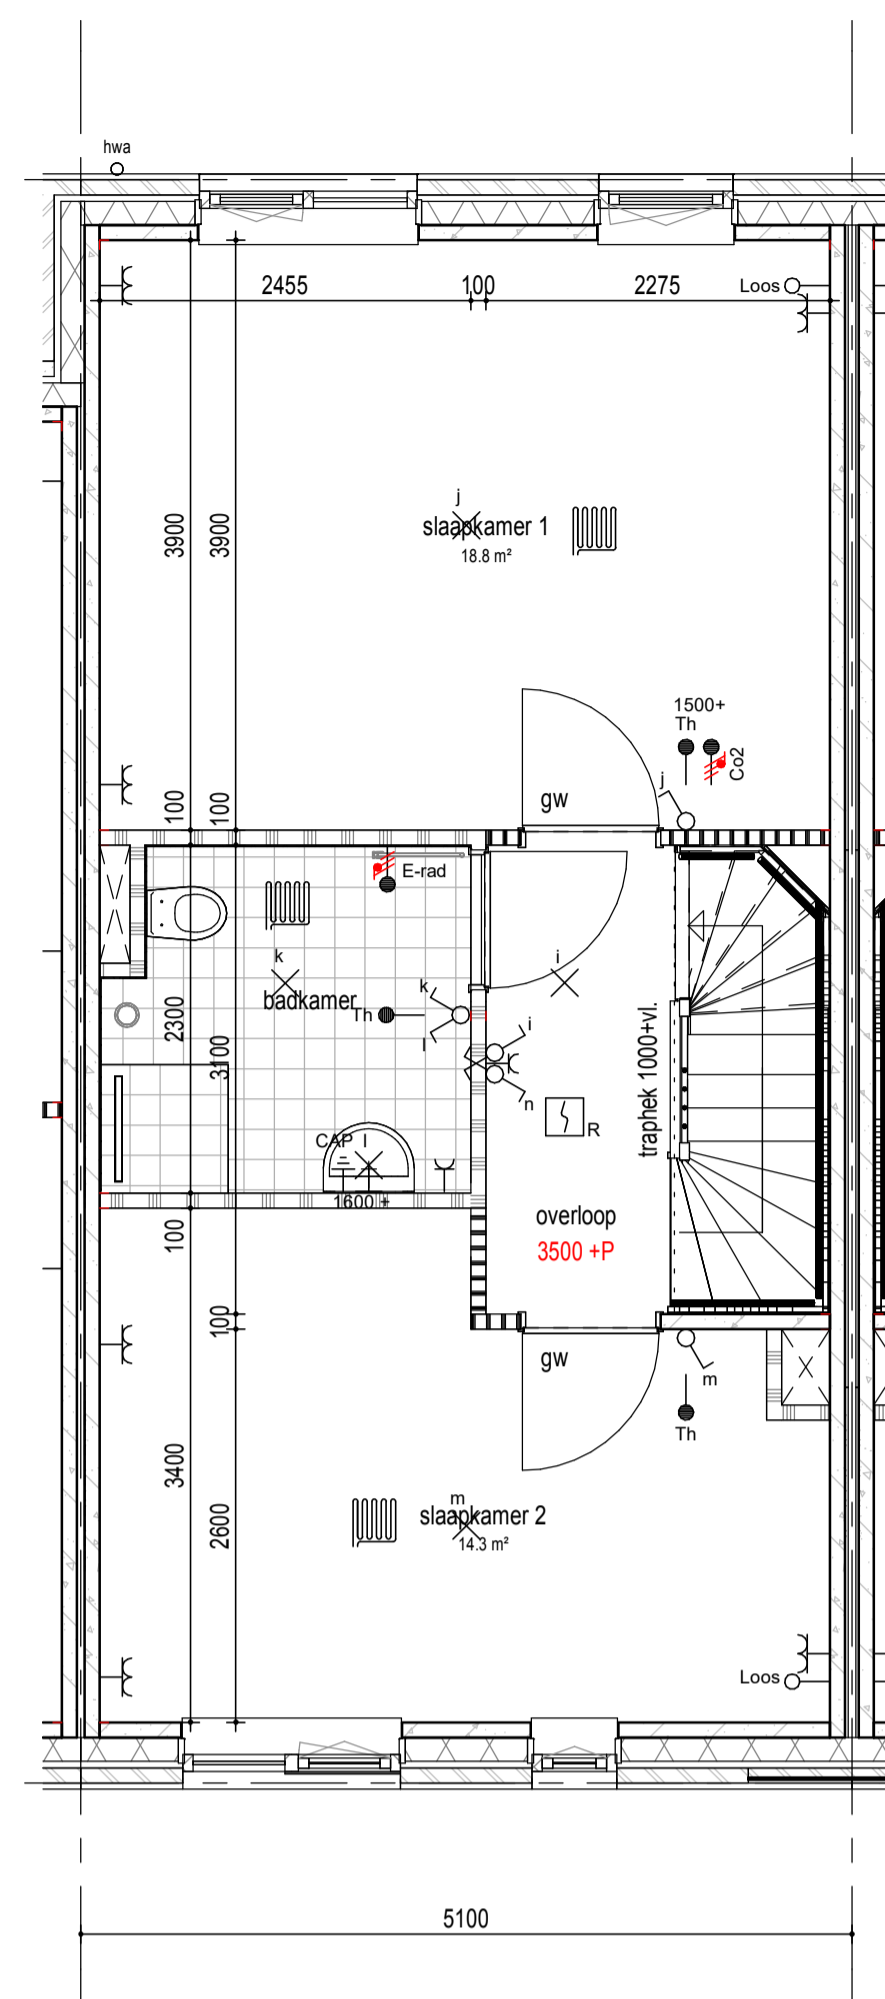 hwa
2455
100
2275
Loos
j
slaapkamer 1
18.8 m²
3900
3900
1500+
Th
Co2
j
gw
100
100
E-rad
k
i
badkamer
Th
k
l
i
n
2300
3100
traphek 1000+vl.
R
CAP
l
1600 +
overloop
3500 +P
100
100
gw
m
Th
3400
2600
m
slaapkamer 2
14.3 m²
Loos
5100